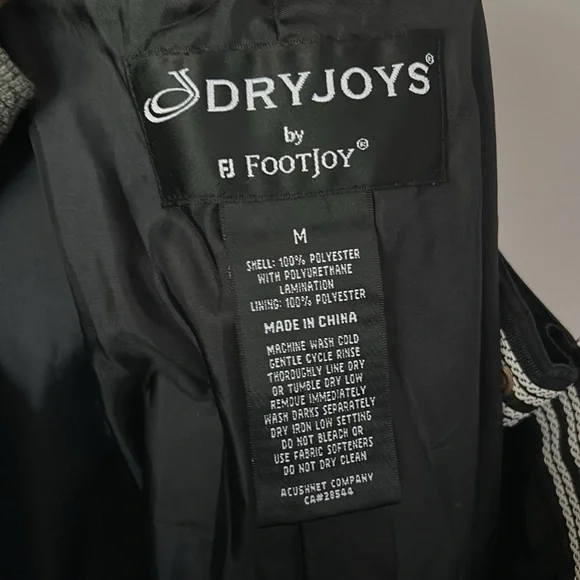 DRYJOYS®
by
FJ FOOTJOY®
M
SHELL: 100% POLYESTER
WITH POLYURETHANE
LAMINATION
LINING: 100% POLYESTER
MADE IN CHINA
MACHINE WASH COLD
GENTLE CYCLE RINSE
THOROUGHLY LINE DRY
OR TUMBLE DRY LOW
REMOVE IMMEDIATELY
WASH DARKS SEPARATELY
DRY IRON LOW SETTING
DO NOT BLEACH OR
USE FABRIC SOFTENERS
DO NOT DRY CLEAN
ACUSHNET COMPANY
CA#28544